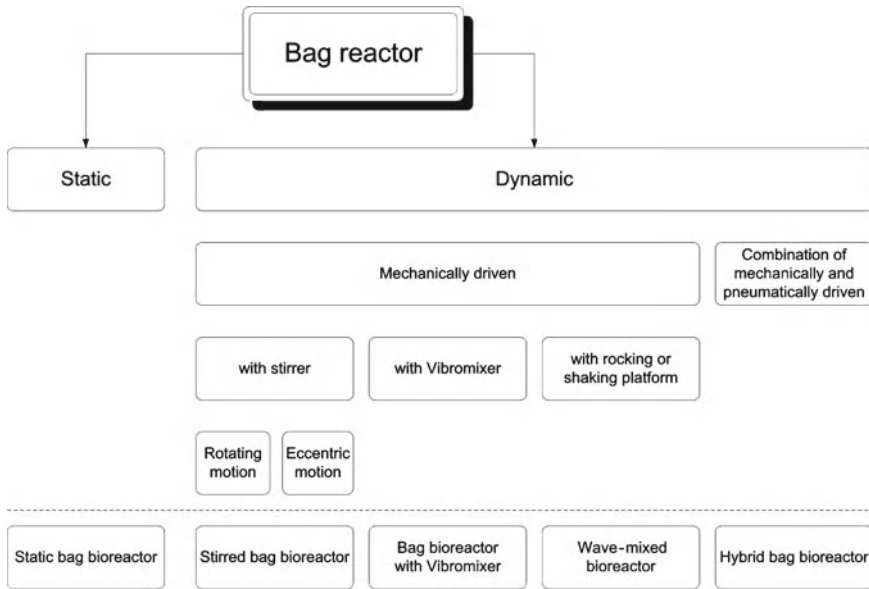 Bag reactor
Static
Dynamic
Mechanically driven
Combination of
mechanically and
pneumatically driven
with stirrer
with Vibromixer
with rocking or
shaking platform
Rotating
motion
Eccentric
motion
Static bag bioreactor
Stirred bag bioreactor
Bag bioreactor
with Vibromixer
Wave-mixed
bioreactor
Hybrid bag bioreactor